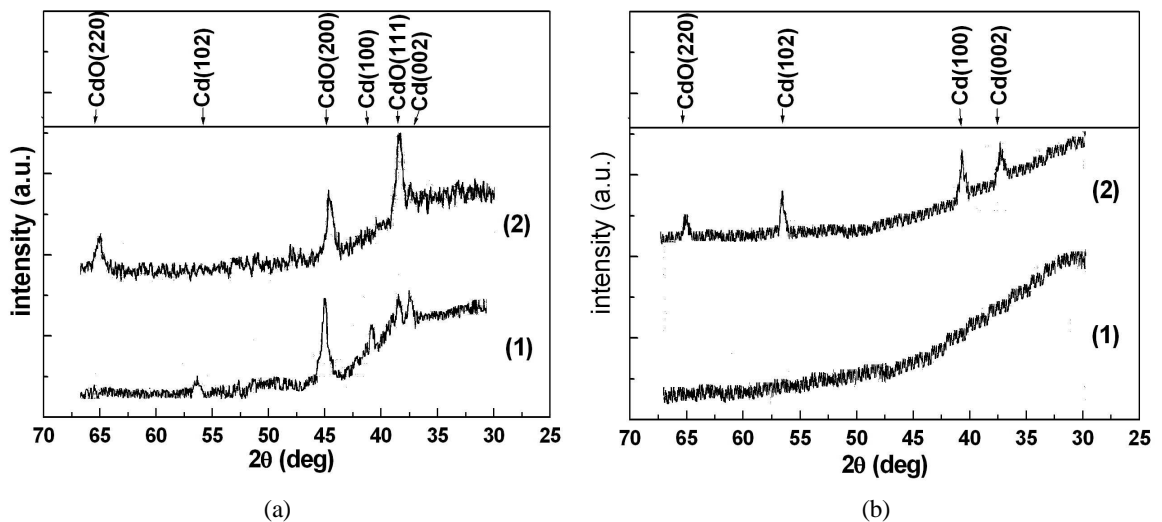 CdO(220)
Cd(102)
CdO(200)
Cd(100)
CdO(111)
Cd(002)
intensity (a.u.)
(2)
(1)
70 65 60 55 50 45 40 35 30 25
2θ (deg)
(a)
CdO(220)
Cd(102)
Cd(100)
Cd(002)
intensity (a.u.)
(2)
(1)
70 65 60 55 50 45 40 35 30 25
2θ (deg)
(b)